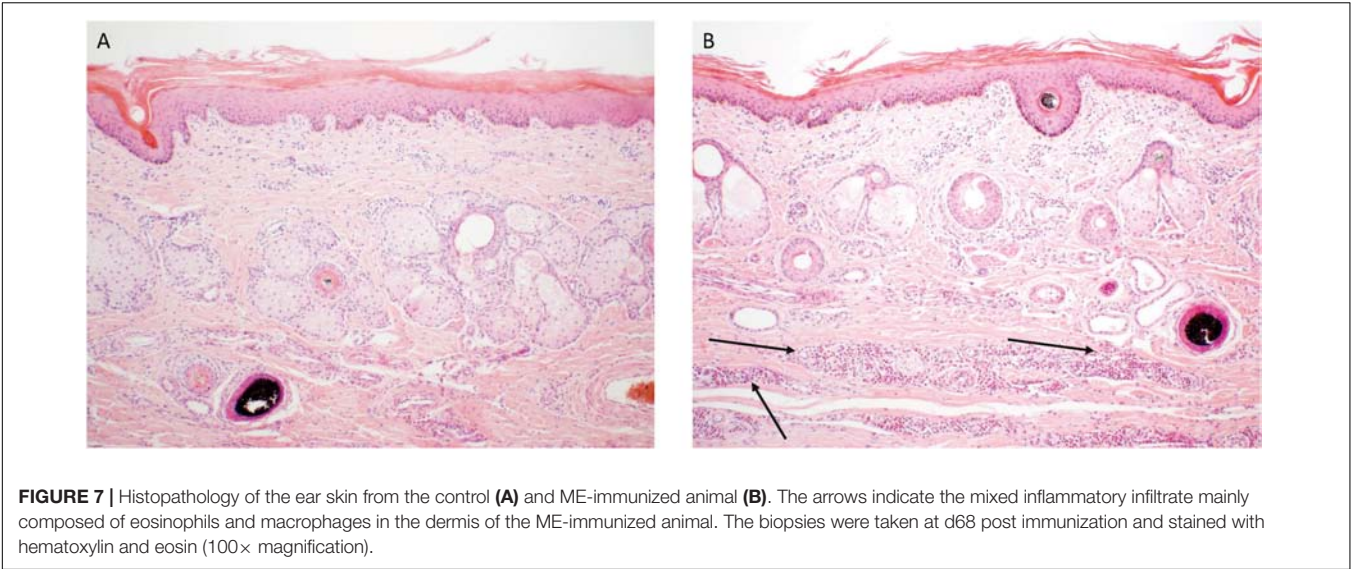 A
B
FIGURE 7 | Histopathology of the ear skin from the control (A) and ME-immunized animal (B). The arrows indicate the mixed inflammatory infiltrate mainly
composed of eosinophils and macrophages in the dermis of the ME-immunized animal. The biopsies were taken at d68 post immunization and stained with
hematoxylin and eosin (100× magnification).